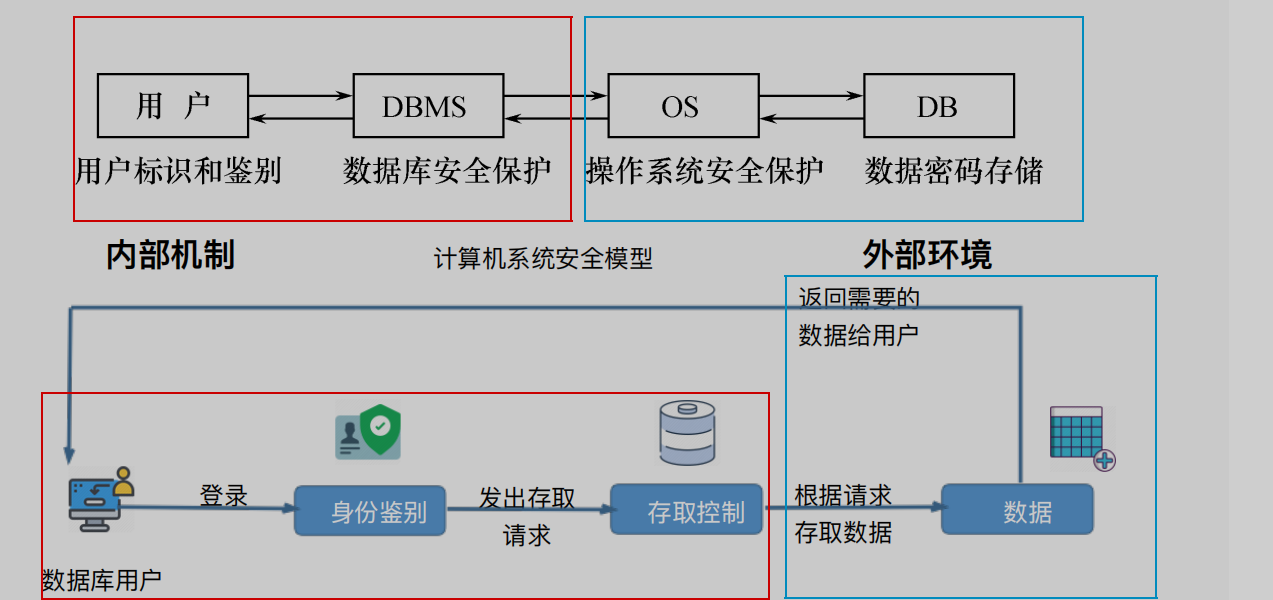 用 户
DBMS
OS
DB
用户标识和鉴别
数据库安全保护
操作系统安全保护
数据密码存储
内部机制
计算机系统安全模型
外部环境
返回需要的
数据给用户
登录
身份鉴别
发出存取
请求
存取控制
根据请求
存取数据
数据
数据库用户